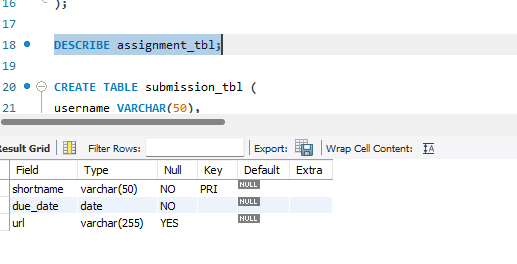 16 );
17
18 DESCRIBE assignment_tbl;
19
20 CREATE TABLE submission_tbl (
21 username VARCHAR(50),
Result Grid Filter Rows: Export: Wrap Cell Content: IA
Field Type Null Key Default Extra
shortname varchar(50) NO PRI NULL
due_date date NO NULL
url varchar(255) YES NULL